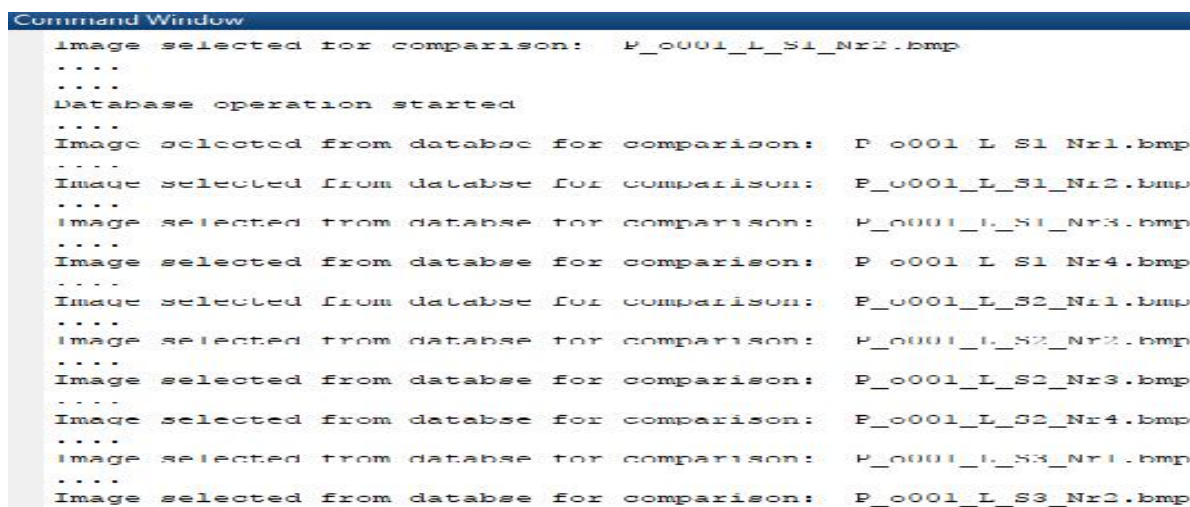 Command Window
Image selected for comparison: P_o001_L_S1_Nr2.bmp
....
....
Database operation started
....
Image selected from databse for comparison: P_o001_L_S1_Nr1.bmp
....
Image selected from databse for comparison: P_o001_L_S1_Nr2.bmp
....
Image selected from databse for comparison: P_o001_L_S1_Nr3.bmp
....
Image selected from databse for comparison: P_o001_L_S1_Nr4.bmp
....
Image selected from databse for comparison: P_o001_L_S2_Nr1.bmp
....
Image selected from databse for comparison: P_o001_L_S2_Nr2.bmp
....
Image selected from databse for comparison: P_o001_L_S2_Nr3.bmp
....
Image selected from databse for comparison: P_o001_L_S2_Nr4.bmp
....
Image selected from databse for comparison: P_o001_L_S3_Nr1.bmp
....
Image selected from databse for comparison: P_o001_L_S3_Nr2.bmp